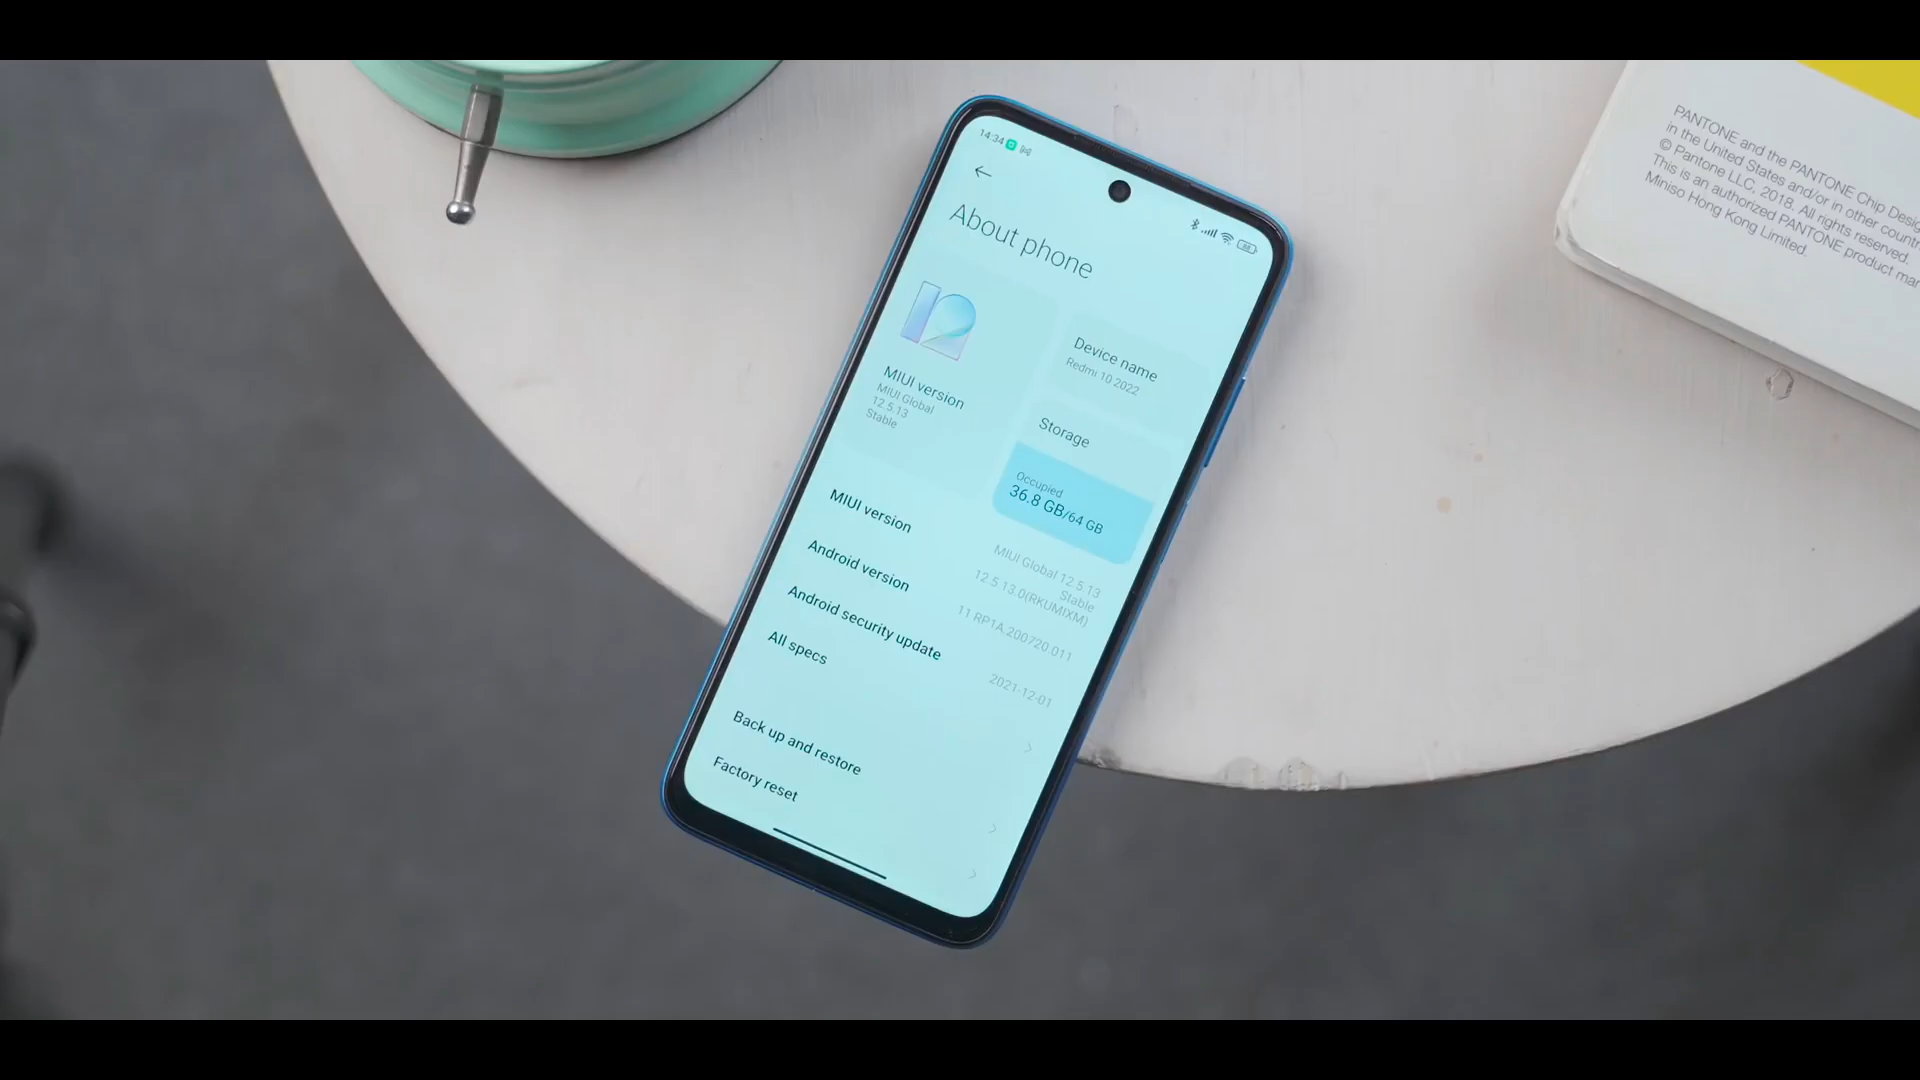 14:34
About phone
12
MIUI version
MIUI Global
12.5.13
Stable
Device name
Redmi 10 2022
Storage
Occupied
36.8 GB/64 GB
MIUI version
MIUI Global 12.5.13
Stable
12.5.13.0(RKUMIXM)
Android version
11 RP1A.200720.011
Android security update
2021-12-01
All specs
Back up and restore
Factory reset
PANTONE and the PANTONE Chip Desig
in the United States and/or in other countr
© Pantone LLC, 2018. All rights reserved.
This is an authorized PANTONE product mar
Miniso Hong Kong Limited.